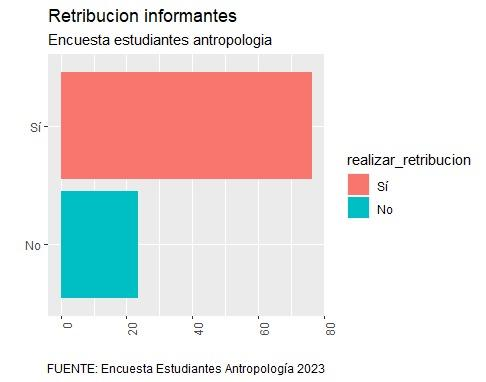 Retribucion informantes
Encuesta estudiantes antropologia
Sí
No
realizar_retribucion
Sí
No
0
20
40
60
80
FUENTE: Encuesta Estudiantes Antropología 2023